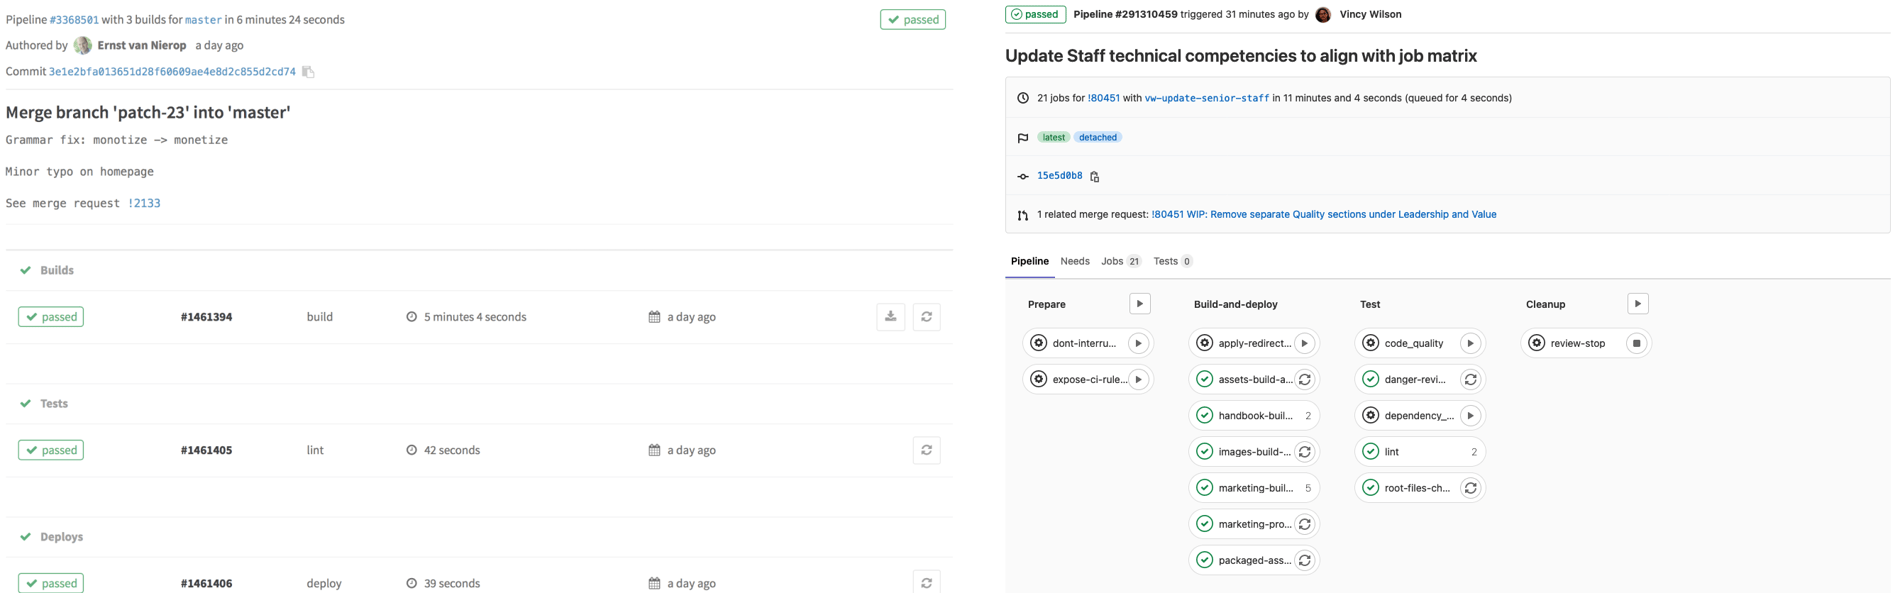 Pipeline #3368501 with 3 builds for master in 6 minutes 24 seconds
passed
Authored by Ernst van Nierop a day ago
Commit 3e1e2bfa013651d28f60609ae4e8d2c855d2cd74
Merge branch 'patch-23' into 'master'
Grammar fix: monotize -> monetize
Minor typo on homepage
See merge request !2133
Builds
passed #1461394 build 5 minutes 4 seconds a day ago
Tests
passed #1461405 lint 42 seconds a day ago
Deploys
passed #1461406 deploy 39 seconds a day ago
passed Pipeline #291310459 triggered 31 minutes ago by Vincy Wilson
Update Staff technical competencies to align with job matrix
21 jobs for !80451 with vw-update-senior-staff in 11 minutes and 4 seconds (queued for 4 seconds)
latest detached
15e5d0b8
1 related merge request: !80451 WIP: Remove separate Quality sections under Leadership and Value
Pipeline Needs Jobs 21 Tests 0
Prepare
dont-interru...
expose-ci-rule...
Build-and-deploy
apply-redirect...
assets-build-a...
handbook-buil... 2
images-build-...
marketing-buil... 5
marketing-pro...
packaged-ass...
Test
code_quality
danger-revi...
dependency_...
lint 2
root-files-ch...
Cleanup
review-stop